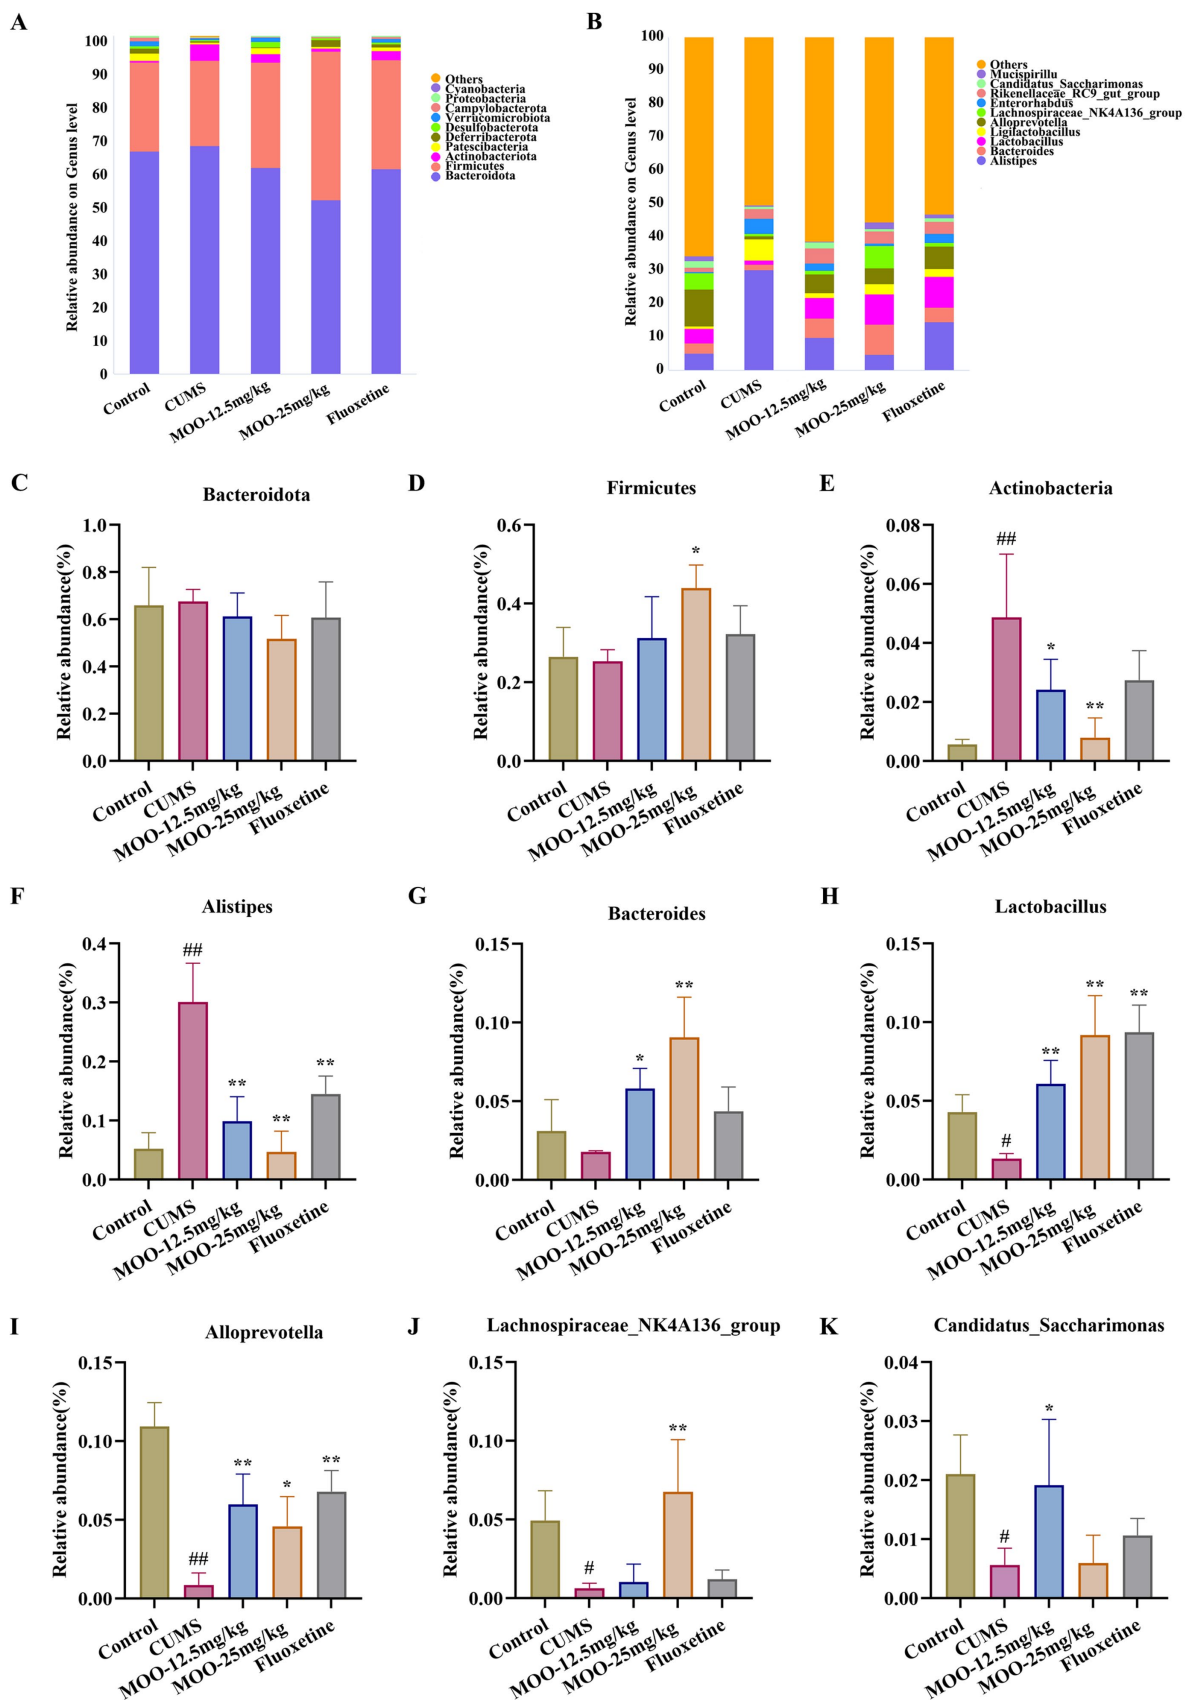 A
Relative abundance on Genus level
100
90
80
70
60
50
40
30
20
10
0
Control
CUMS
MOO-12.5mg/kg
MOO-25mg/kg
Fluoxetine
Others
Cyanobacteria
Proteobacteria
Campylobacterota
Verrucomicrobiota
Desulfobacterota
Deferribacterota
Patescibacteria
Actinobacteriota
Firmicutes
Bacteroidota
B
Relative abundance on Genus level
100
90
80
70
60
50
40
30
20
10
0
Control
CUMS
MOO-12.5mg/kg
MOO-25mg/kg
Fluoxetine
Others
Mucispirillu
Candidatus_Saccharimonas
Rikenellaceae_RC9_gut_group
Enterorhabdus
Lachnospiraceae_NK4A136_group
Alloprevotella
Ligilactobacillus
Lactobacillus
Bacteroides
Alistipes
C
Bacteroidota
Relative abundance(%)
1.0
0.8
0.6
0.4
0.2
0.0
Control
CUMS
MOO-12.5mg/kg
MOO-25mg/kg
Fluoxetine
D
Firmicutes
Relative abundance(%)
0.6
0.4
0.2
0.0
*
Control
CUMS
MOO-12.5mg/kg
MOO-25mg/kg
Fluoxetine
E
Actinobacteria
Relative abundance(%)
0.08
0.06
0.04
0.02
0.00
##
*
**
Control
CUMS
MOO-12.5mg/kg
MOO-25mg/kg
Fluoxetine
F
Alistipes
Relative abundance(%)
0.4
0.3
0.2
0.1
0.0
##
**
**
**
Control
CUMS
MOO-12.5mg/kg
MOO-25mg/kg
Fluoxetine
G
Bacteroides
Relative abundance(%)
0.15
0.10
0.05
0.00
*
**
Control
CUMS
MOO-12.5mg/kg
MOO-25mg/kg
Fluoxetine
H
Lactobacillus
Relative abundance(%)
0.15
0.10
0.05
0.00
#
**
**
**
Control
CUMS
MOO-12.5mg/kg
MOO-25mg/kg
Fluoxetine
I
Alloprevotella
Relative abundance(%)
0.15
0.10
0.05
0.00
##
**
*
**
Control
CUMS
MOO-12.5mg/kg
MOO-25mg/kg
Fluoxetine
J
Lachnospiraceae_NK4A136_group
Relative abundance(%)
0.15
0.10
0.05
0.00
#
**
Control
CUMS
MOO-12.5mg/kg
MOO-25mg/kg
Fluoxetine
K
Candidatus_Saccharimonas
Relative abundance(%)
0.04
0.03
0.02
0.01
0.00
#
*
Control
CUMS
MOO-12.5mg/kg
MOO-25mg/kg
Fluoxetine